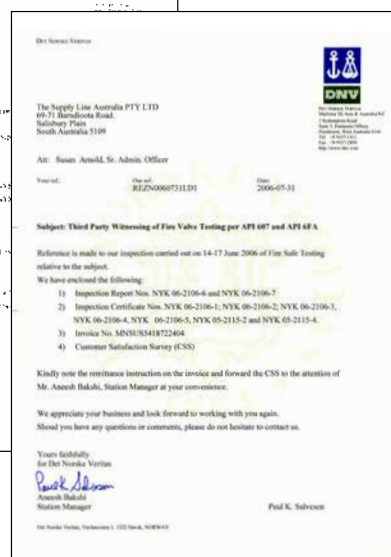 DET NORSKE VERITAS
DNV
The Supply Line Australia PTY LTD
69-71 Barndioota Road.
Salisbury Plain
South Australia 5109
Att: Susan Arnold, Sr. Admin. Officer
Your ref.: Our ref.: Date:
REZN0060731LD1 2006-07-31
Subject: Third Party Witnessing of Fire Valve Testing per API 607 and API 6FA
Reference is made to our inspection carried out on 14-17 June 2006 of Fire Safe Testing
relative to the subject.
We have enclosed the following:
1) Inspection Report Nos. NYK 06-2106-6 and NYK 06-2106-7
2) Inspection Certificate Nos. NYK 06-2106-1; NYK 06-2106-2; NYK 06-2106-3,
NYK 06-2106-4, NYK 06-2106-5, NYK 05-2115-2 and NYK 05-2115-4.
3) Invoice No. MNSUS5418722404
4) Customer Satisfaction Survey (CSS)
Kindly note the remittance instruction on the invoice and forward the CSS to the attention of
Mr. Aneesh Bakshi, Station Manager at your convenience.
We appreciate your business and look forward to working with you again.
Shoud you have any questions or comments, please do not hesitate to contact us.
Yours faithfully
for Det Norske Veritas
Paul K Salvesen
Aneesh Bakshi
Station Manager Paul K. Salvesen